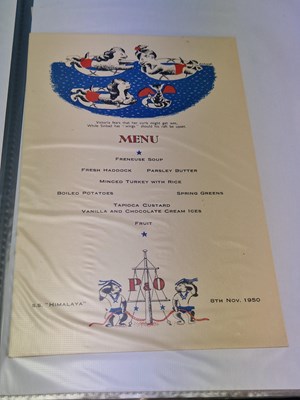 MENU
Freneuse Soup
Fresh Haddock Parsley Butter
Minced Turkey with Rice
Boiled Potatoes Spring Greens
Tapioca Custard
Vanilla and Chocolate Cream Ices
Fruit
P&O
S.S. "Himalaya" 9th Nov. 1950